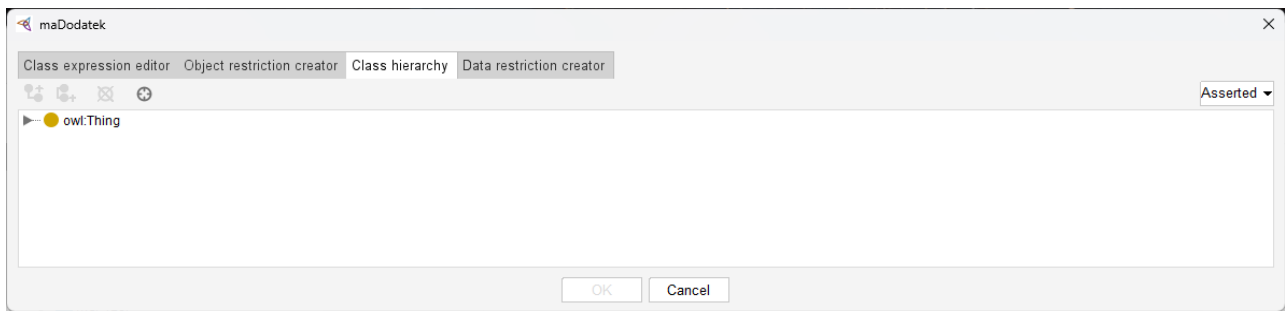 maDodatek
Class expression editor Object restriction creator Class hierarchy Data restriction creator
Asserted
owl:Thing
OK Cancel